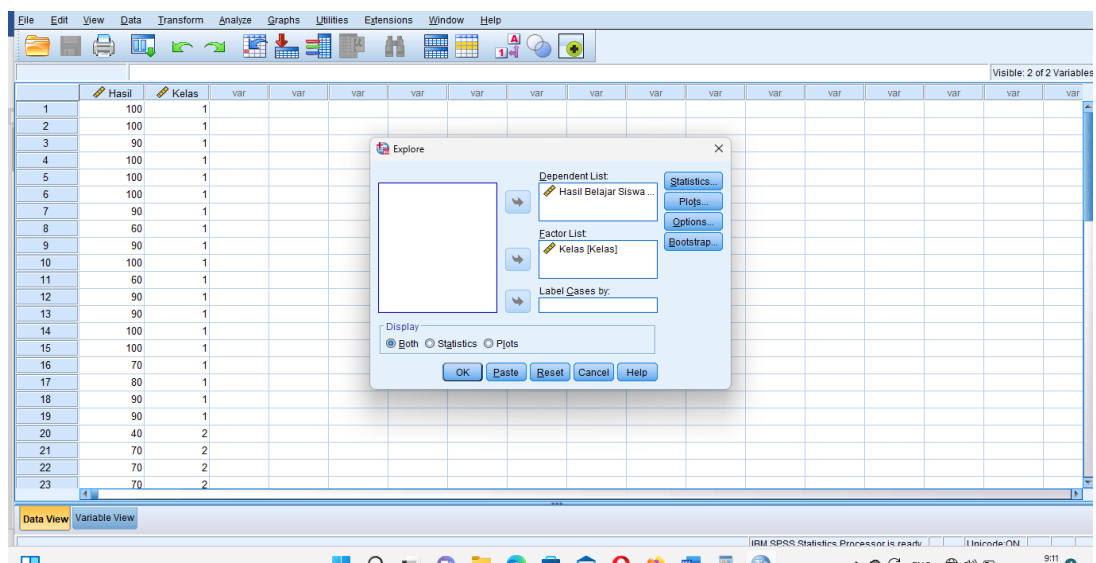 File Edit View Data Transform Analyze Graphs Utilities Extensions Window Help
Visible: 2 of 2 Variables
Hasil Kelas var var var var var var var var var var var var var var var
1 100 1
2 100 1
3 90 1
4 100 1
5 100 1
6 100 1
7 90 1
8 60 1
9 90 1
10 100 1
11 60 1
12 90 1
13 90 1
14 100 1
15 100 1
16 70 1
17 80 1
18 90 1
19 90 1
20 40 2
21 70 2
22 70 2
23 70 2
Explore
Dependent List:
Hasil Belajar Siswa ...
Factor List:
Kelas [Kelas]
Label Cases by:
Statistics...
Plots...
Options...
Bootstrap...
Display
Both Statistics Plots
OK Paste Reset Cancel Help
Data View Variable View
IBM SPSS Statistics Processor is ready Unicode:ON
9:11